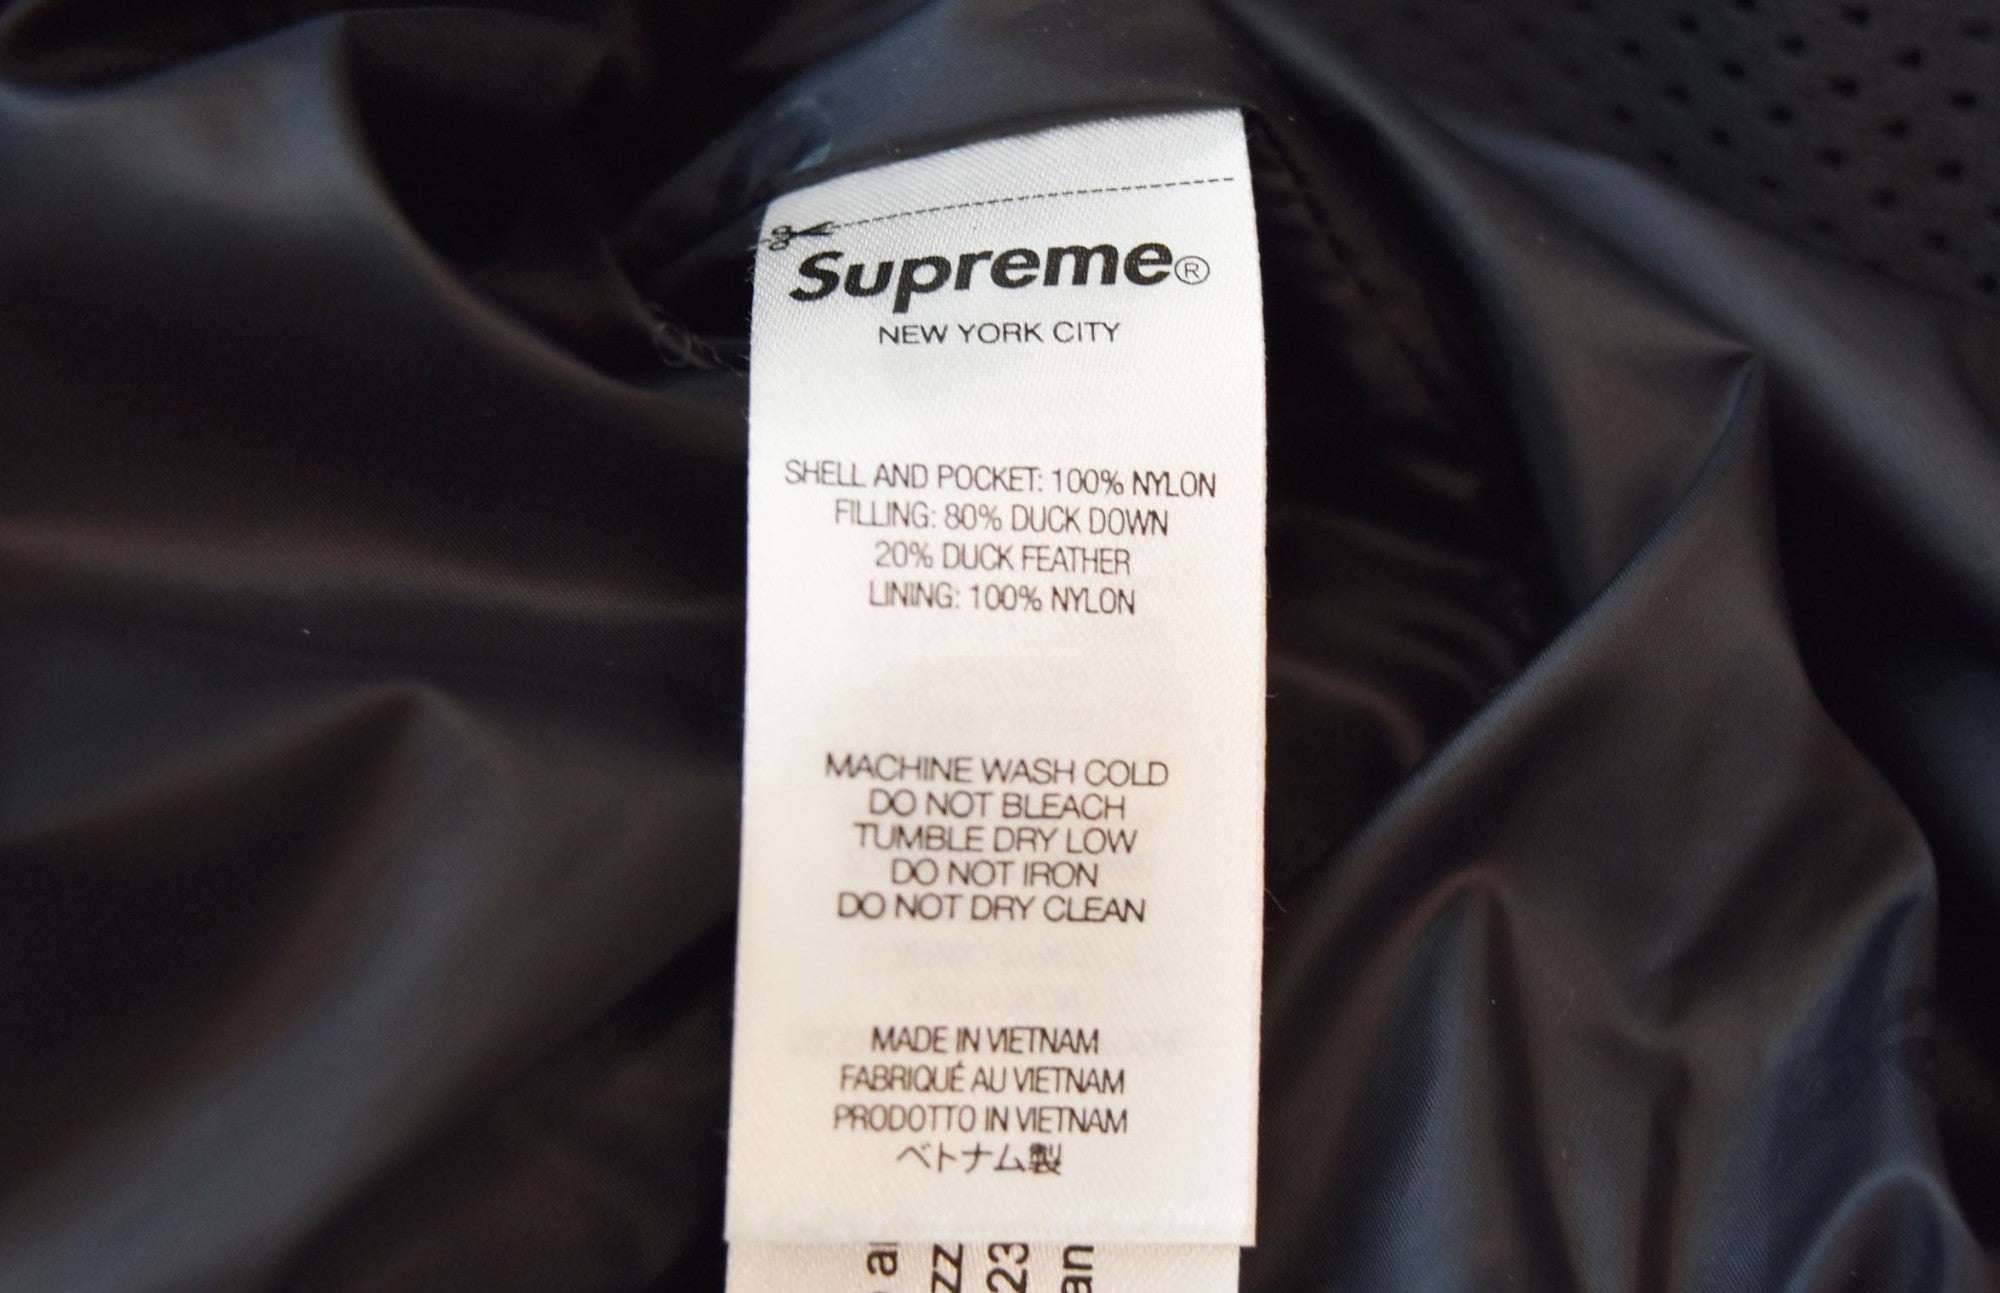 Supreme®
NEW YORK CITY
SHELL AND POCKET: 100% NYLON
FILLING: 80% DUCK DOWN
20% DUCK FEATHER
LINING: 100% NYLON
MACHINE WASH COLD
DO NOT BLEACH
TUMBLE DRY LOW
DO NOT IRON
DO NOT DRY CLEAN
MADE IN VIETNAM
FABRIQUÉ AU VIETNAM
PRODOTTO IN VIETNAM
ベトナム製